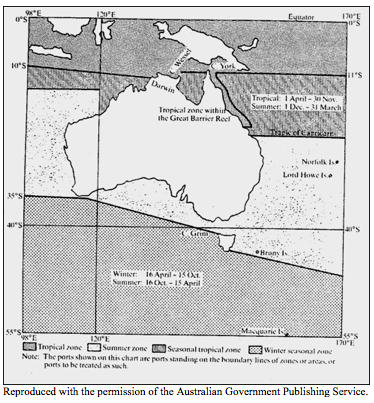 98°E 120°E Equator 170°E
0°S 0°S
10°S 11°S
C. Wessel
C. York
Darwin
Tropical: 1 April – 30 Nov.
Summer: 1 Dec. – 31 March
Tropical zone within
the Great Barrier Reef
Tropic of Capricorn
Norfolk Is
Lord Howe Is
35°S
40°S 40°S
C. Grim
Bruny Is
Winter: 16 April – 15 Oct.
Summer: 16 Oct. – 15 April
Macquarie Is
55°S 55°S
98°E 120°E 170°E
Tropical zone Summer zone Seasonal tropical zone Winter seasonal zone
Note: The ports shown on this chart are ports standing on the boundary lines of zones or areas, or
ports to be treated as such.
Reproduced with the permission of the Australian Government Publishing Service.